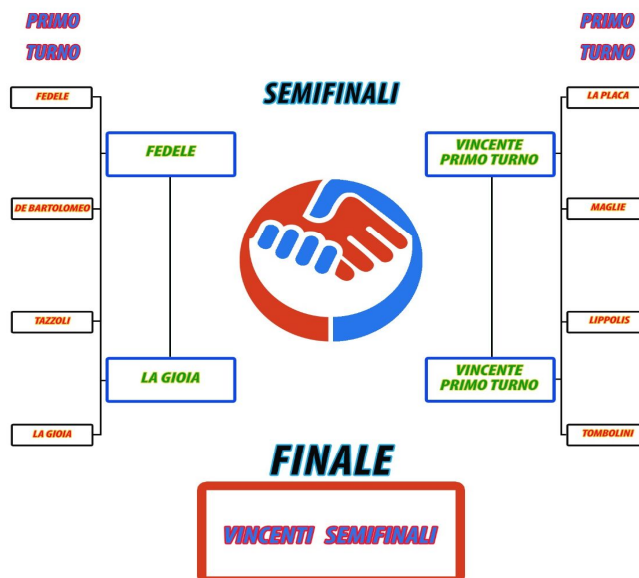 PRIMO
TURNO
PRIMO
TURNO
SEMIFINALI
FEDELE
LA PLACA
FEDELE
VINCENTE
PRIMO TURNO
DE BARTOLOMEO
MAGLIE
TAZZOLI
LIPPOLIS
LA GIOIA
VINCENTE
PRIMO TURNO
LA GIOIA
TOMBOLINI
FINALE
VINCENTI SEMIFINALI